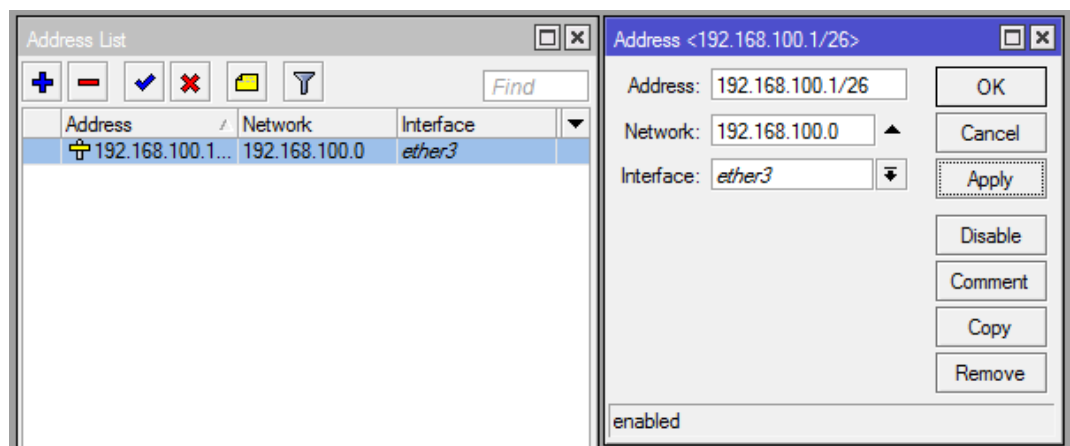 Address List
Find
Address Network Interface
192.168.100.1... 192.168.100.0 ether3
Address <192.168.100.1/26>
Address: 192.168.100.1/26
Network: 192.168.100.0
Interface: ether3
OK
Cancel
Apply
Disable
Comment
Copy
Remove
enabled